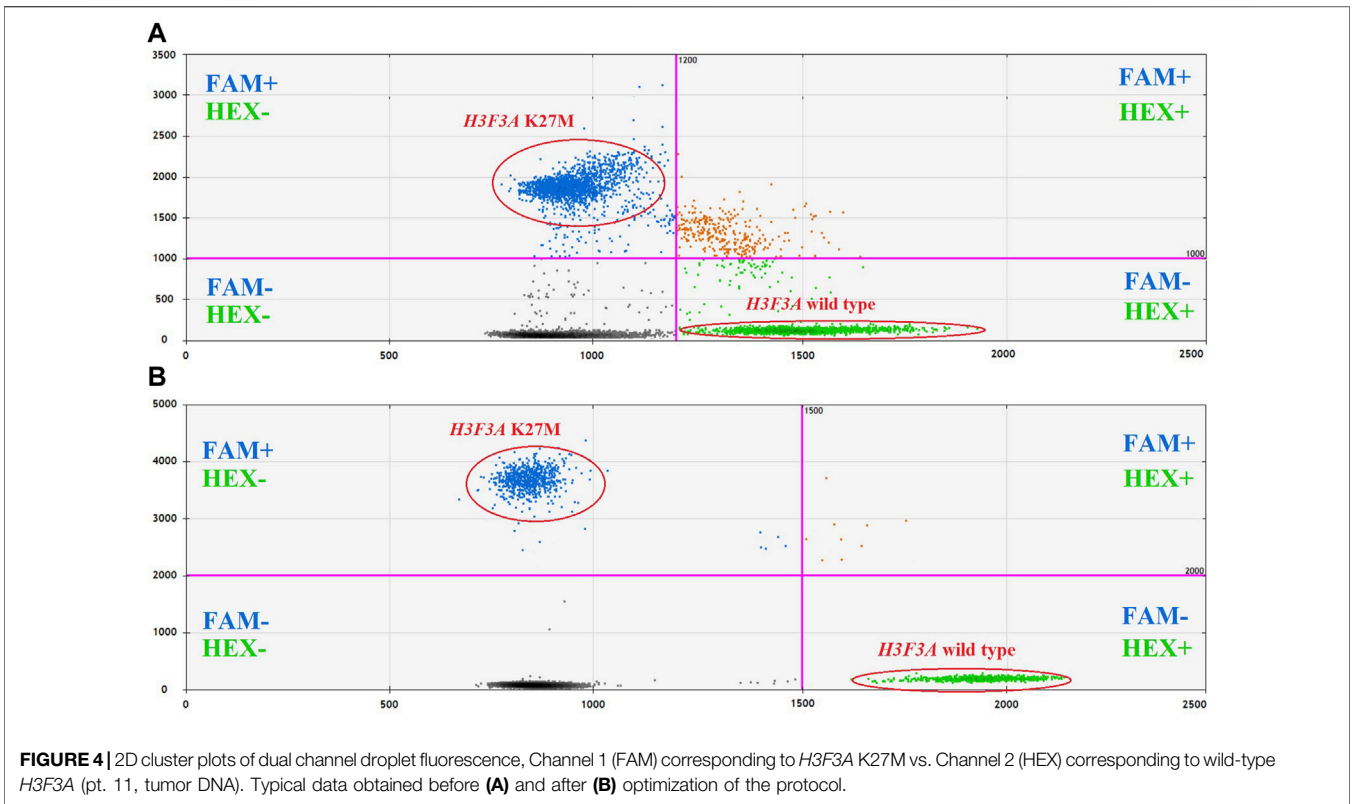 A
3500
3000
2500
2000
1500
1000
500
0
0
500
1000
1500
2000
2500
1200
1000
FAM+
HEX-
H3F3A K27M
FAM+
HEX+
FAM-
HEX-
H3F3A wild type
FAM-
HEX+
B
5000
4000
3000
2000
1000
0
0
500
1000
1500
2000
2500
1500
2000
H3F3A K27M
FAM+
HEX-
FAM+
HEX+
FAM-
HEX-
H3F3A wild type
FAM-
HEX+
FIGURE 4 | 2D cluster plots of dual channel droplet fluorescence, Channel 1 (FAM) corresponding to H3F3A K27M vs. Channel 2 (HEX) corresponding to wild-type
H3F3A (pt. 11, tumor DNA). Typical data obtained before (A) and after (B) optimization of the protocol.